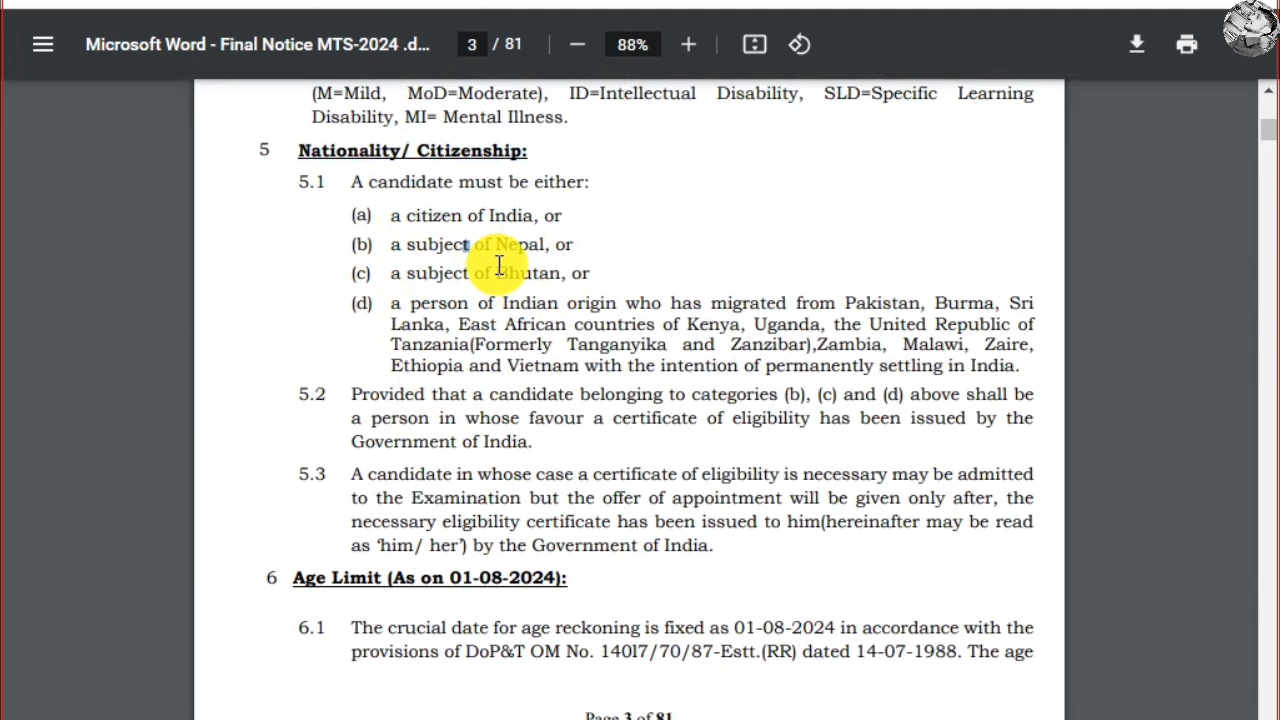 Microsoft Word - Final Notice MTS-2024 .d...
3 / 81
88%
(M=Mild, MoD=Moderate), ID=Intellectual Disability, SLD=Specific Learning
Disability, MI= Mental Illness.
5 Nationality/ Citizenship:
5.1 A candidate must be either:
(a) a citizen of India, or
(b) a subject of Nepal, or
(c) a subject of Bhutan, or
(d) a person of Indian origin who has migrated from Pakistan, Burma, Sri
Lanka, East African countries of Kenya, Uganda, the United Republic of
Tanzania(Formerly Tanganyika and Zanzibar),Zambia, Malawi, Zaire,
Ethiopia and Vietnam with the intention of permanently settling in India.
5.2 Provided that a candidate belonging to categories (b), (c) and (d) above shall be
a person in whose favour a certificate of eligibility has been issued by the
Government of India.
5.3 A candidate in whose case a certificate of eligibility is necessary may be admitted
to the Examination but the offer of appointment will be given only after, the
necessary eligibility certificate has been issued to him(hereinafter may be read
as 'him/ her') by the Government of India.
6 Age Limit (As on 01-08-2024):
6.1 The crucial date for age reckoning is fixed as 01-08-2024 in accordance with the
provisions of DoP&T OM No. 140l7/70/87-Estt.(RR) dated 14-07-1988. The age
Page 3 of 81